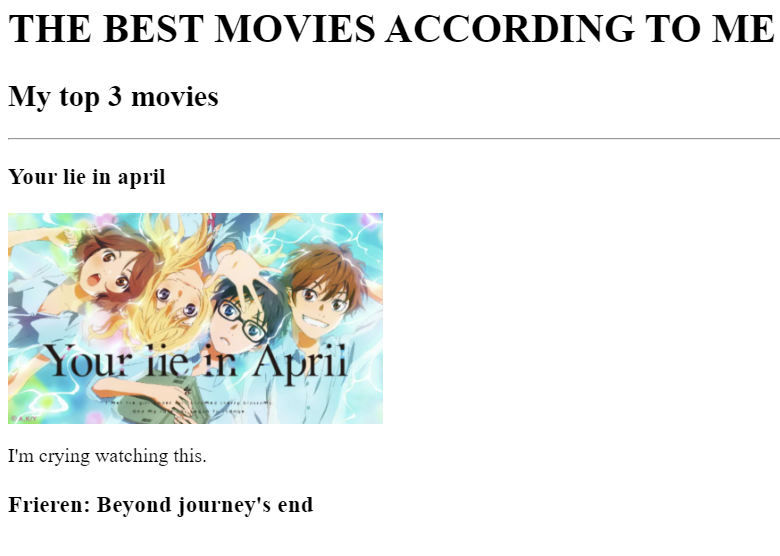 THE BEST MOVIES ACCORDING TO ME
My top 3 movies
Your lie in april
Your lie in April
© A.K/Y
I'm crying watching this.
Frieren: Beyond journey's end